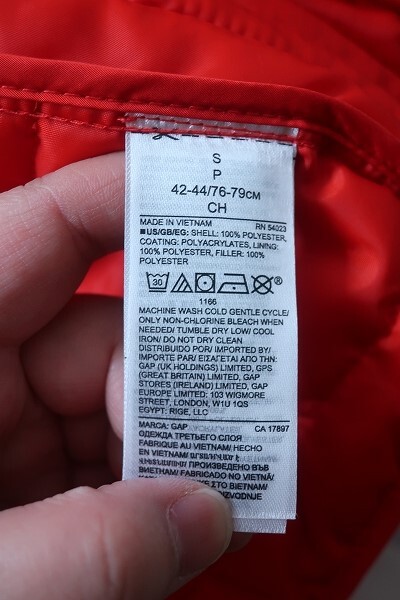 S
P
42-44/76-79см
CH
MADE IN VIETNAM RN 54023
■US/GB/EG: SHELL: 100% POLYESTER,
COATING: POLYACRYLATES, LINING:
100% POLYESTER, FILLER: 100%
POLYESTER
30
1166
MACHINE WASH COLD GENTLE CYCLE/
ONLY NON-CHLORINE BLEACH WHEN
NEEDED/ TUMBLE DRY LOW/ COOL
IRON/ DO NOT DRY CLEAN
DISTRIBUIDO POR/ IMPORTED BY/
IMPORTE PAR/ ΕΙΣΑΓΕΤΑΙ ΑΠΟ ΤΗΝ:
GAP (UK HOLDINGS) LIMITED, GPS
(GREAT BRITAIN) LIMITED, GAP
STORES (IRELAND) LIMITED, GAP
EUROPE LIMITED: 103 WIGMORE
STREET, LONDON, W1U 1QS
EGYPT: RIGE, LLC
MARCA: GAP CA 17897
ОДЕЖДА ТРЕТЬЕГО СЛОЯ
FABRIQUE AU VIETNAM/ HECHO
EN VIETNAM/ ПРОИЗВЕДЕНО ВЪВ
ВИЕТНАМ/ FABRICADO NO VIETNÃ/
ΣΤΟ ΒΙΕΤΝΑΜ/